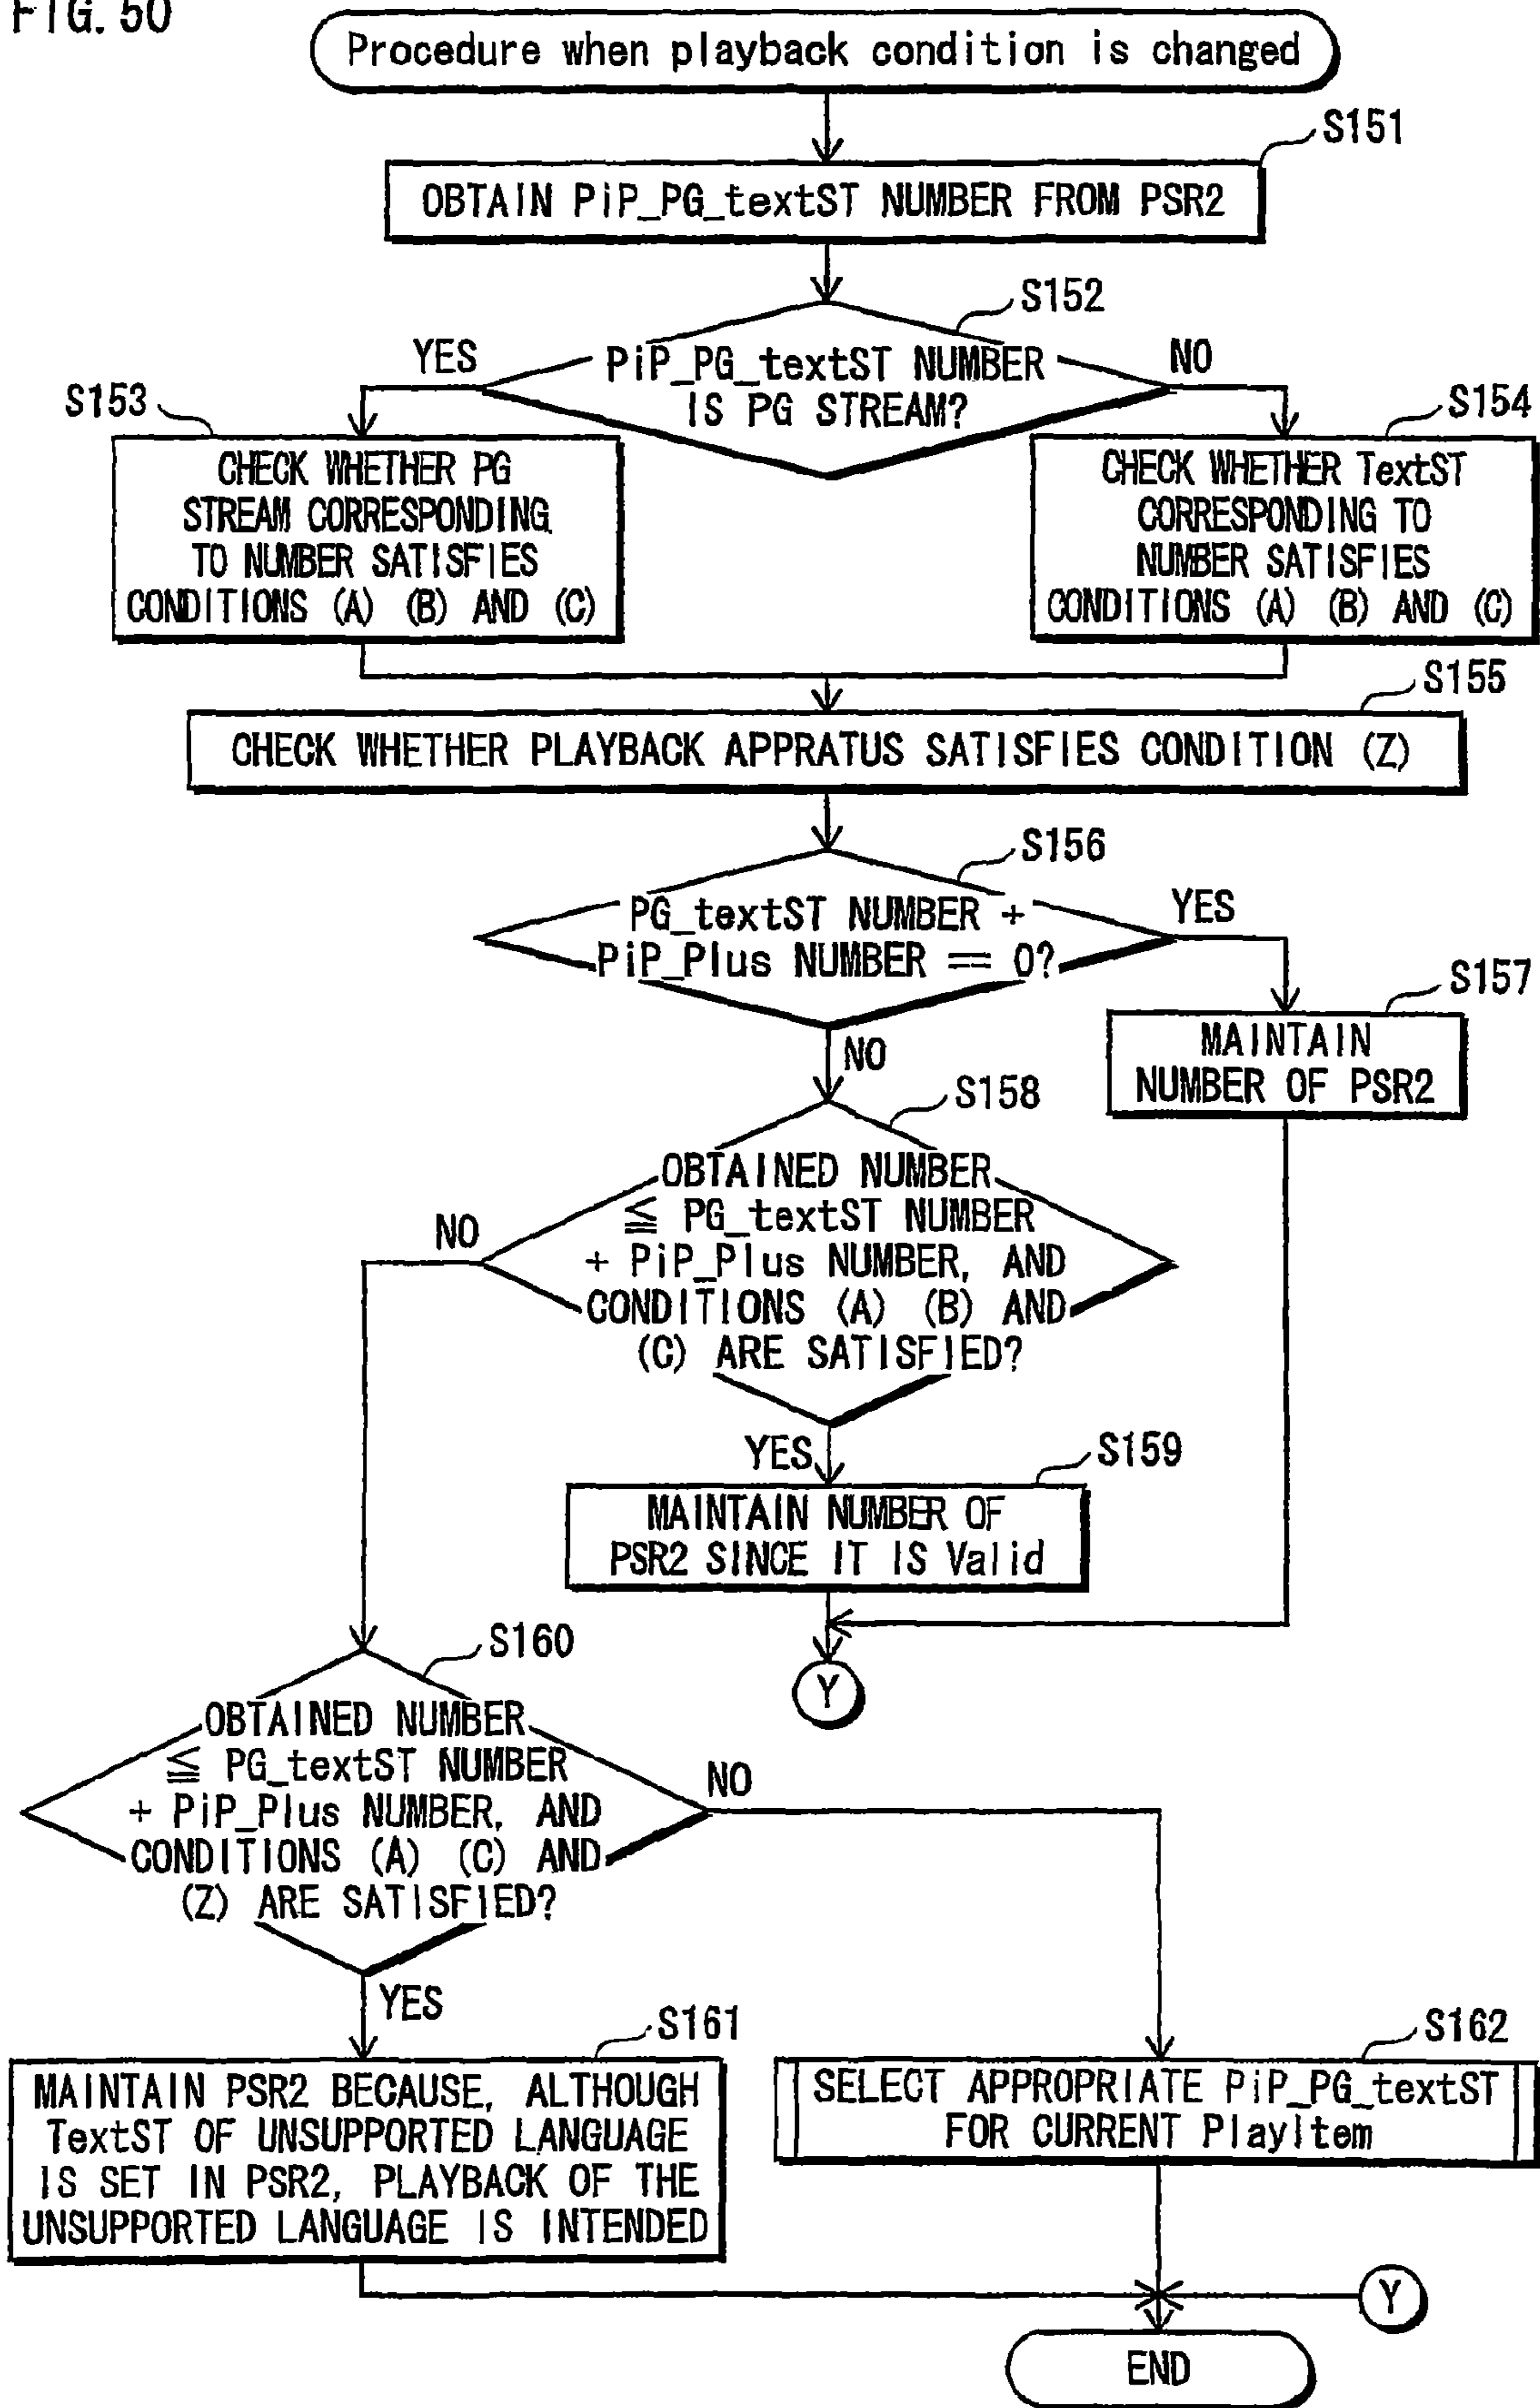 FIG. 50
Procedure when playback condition is changed
S151
OBTAIN PiP_PG_textST NUMBER FROM PSR2
S152
YES
PiP_PG_textST NUMBER
IS PG STREAM?
NO
S153
CHECK WHETHER PG
STREAM CORRESPONDING
TO NUMBER SATISFIES
CONDITIONS (A) (B) AND (C)
S154
CHECK WHETHER TextST
CORRESPONDING TO
NUMBER SATISFIES
CONDITIONS (A) (B) AND (C)
S155
CHECK WHETHER PLAYBACK APPRATUS SATISFIES CONDITION (Z)
S156
PG_textST NUMBER +
PiP_Plus NUMBER == 0?
YES
NO
S157
MAINTAIN
NUMBER OF PSR2
S158
OBTAINED NUMBER
≦ PG_textST NUMBER
+ PiP_Plus NUMBER, AND
CONDITIONS (A) (B) AND
(C) ARE SATISFIED?
NO
YES
S159
MAINTAIN NUMBER OF
PSR2 SINCE IT IS Valid
Y
S160
OBTAINED NUMBER
≦ PG_textST NUMBER
+ PiP_Plus NUMBER, AND
CONDITIONS (A) (C) AND
(Z) ARE SATISFIED?
NO
YES
S161
MAINTAIN PSR2 BECAUSE, ALTHOUGH
TextST OF UNSUPPORTED LANGUAGE
IS SET IN PSR2, PLAYBACK OF THE
UNSUPPORTED LANGUAGE IS INTENDED
S162
SELECT APPROPRIATE PiP_PG_textST
FOR CURRENT PlayItem
Y
END